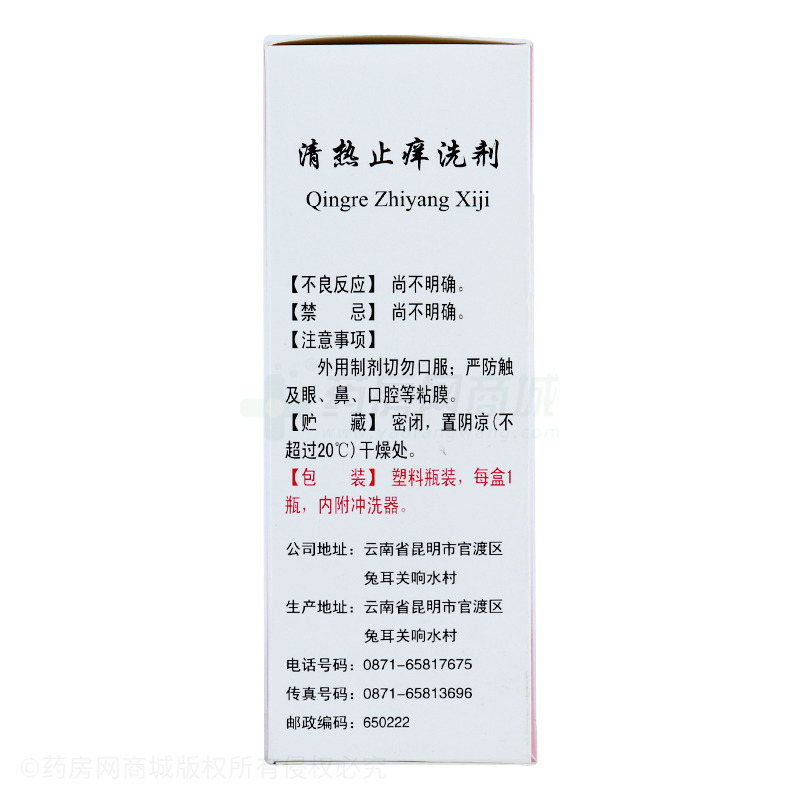 清热止痒洗剂
Qingre Zhiyang Xiji
【不良反应】 尚不明确。
【禁　　忌】 尚不明确。
【注意事项】
外用制剂切勿口服；严防触
及眼、鼻、口腔等粘膜。
【贮　　藏】 密闭，置阴凉(不
超过20℃)干燥处。
【包　　装】 塑料瓶装，每盒1
瓶，内附冲洗器。
公司地址：云南省昆明市官渡区
兔耳关响水村
生产地址：云南省昆明市官渡区
兔耳关响水村
电话号码：0871-65817675
传真号码：0871-65813696
邮政编码：650222
药房网商城
©药房网商城版权所有侵权必究